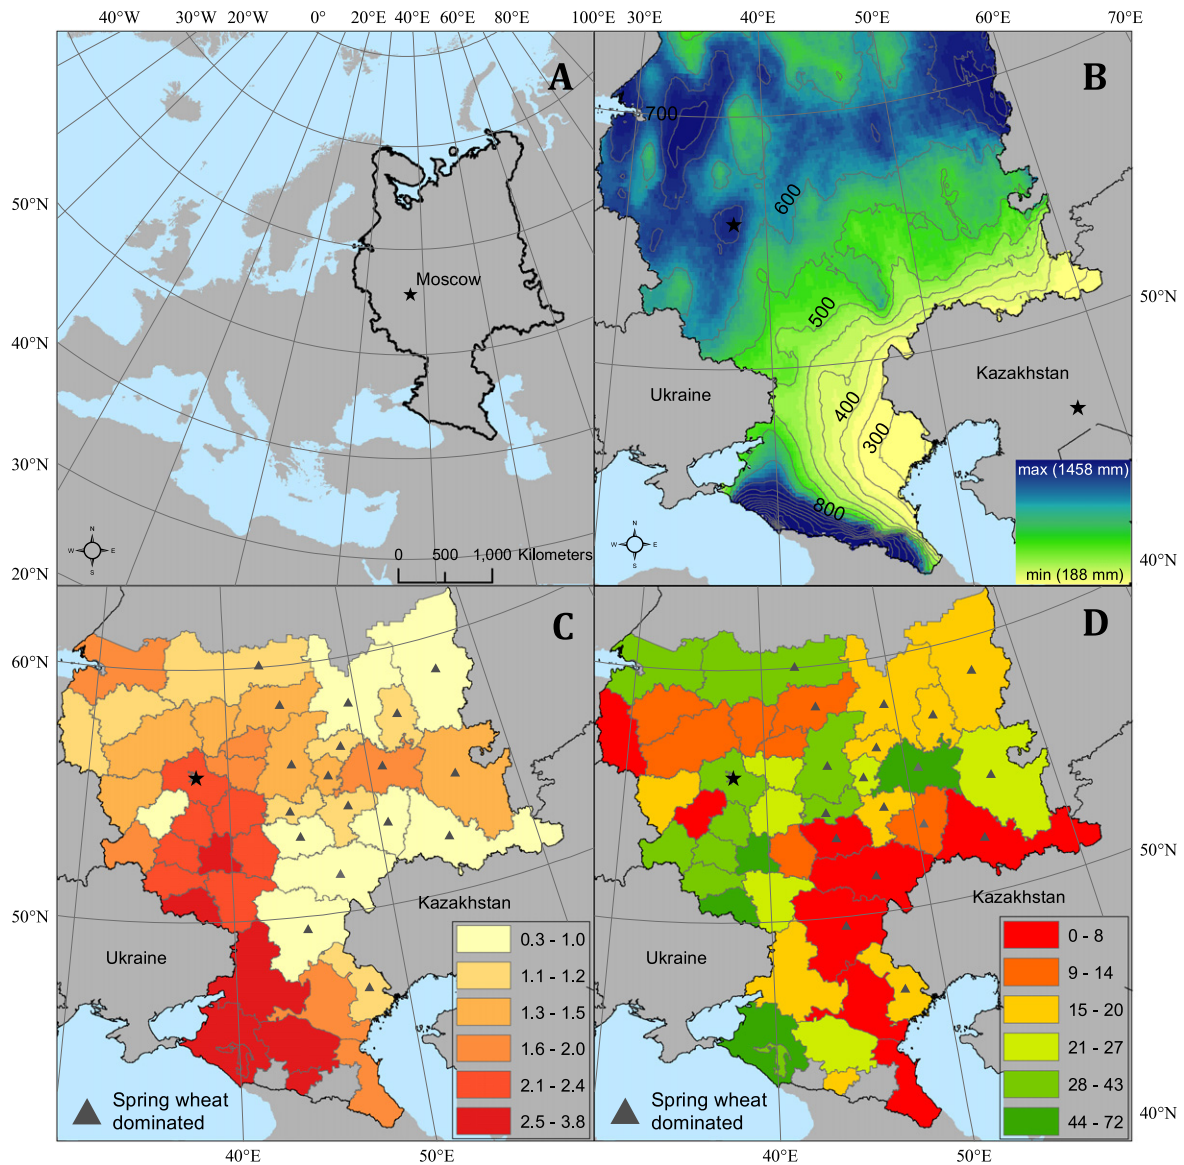 40°W 30°W 20°W 0° 20°E 40°E 60°E 80°E 100°E 30°E 40°E 50°E 60°E 70°E
A
B
700
600
500
400
300
800
50°N
40°N
30°N
20°N
Moscow
Ukraine
Kazakhstan
50°N
40°N
max (1458 mm)
min (188 mm)
N
W E
S
N
W E
S
0 500 1,000 Kilometers
C
D
60°N
50°N
50°N
40°N
Ukraine
Kazakhstan
Ukraine
Kazakhstan
0.3 - 1.0
1.1 - 1.2
1.3 - 1.5
1.6 - 2.0
2.1 - 2.4
2.5 - 3.8
Spring wheat
dominated
0 - 8
9 - 14
15 - 20
21 - 27
28 - 43
44 - 72
Spring wheat
dominated
40°E 50°E 40°E 50°E